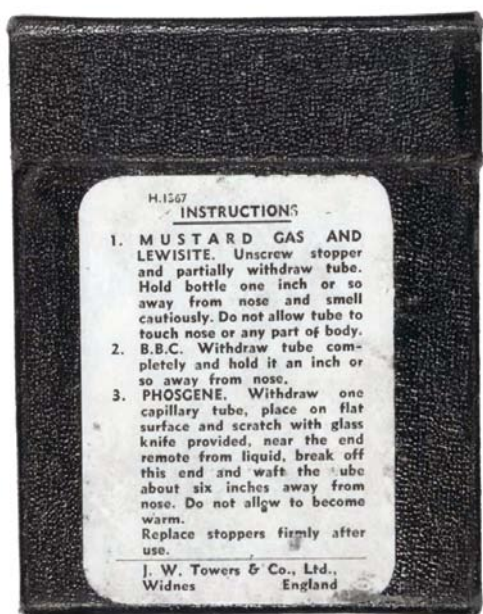 H.1367
INSTRUCTIONS
1. MUSTARD GAS AND
LEWISITE. Unscrew stopper
and partially withdraw tube.
Hold bottle one inch or so
away from nose and smell
cautiously. Do not allow tube to
touch nose or any part of body.
2. B.B.C. Withdraw tube com-
pletely and hold it an inch or
so away from nose.
3. PHOSGENE. Withdraw one
capillary tube, place on flat
surface and scratch with glass
knife provided, near the end
remote from liquid, break off
this end and waft the ube
about six inches away from
nose. Do not allow to become
warm.
Replace stoppers firmly after
use.
J. W. Towers & Co., Ltd.,
Widnes England